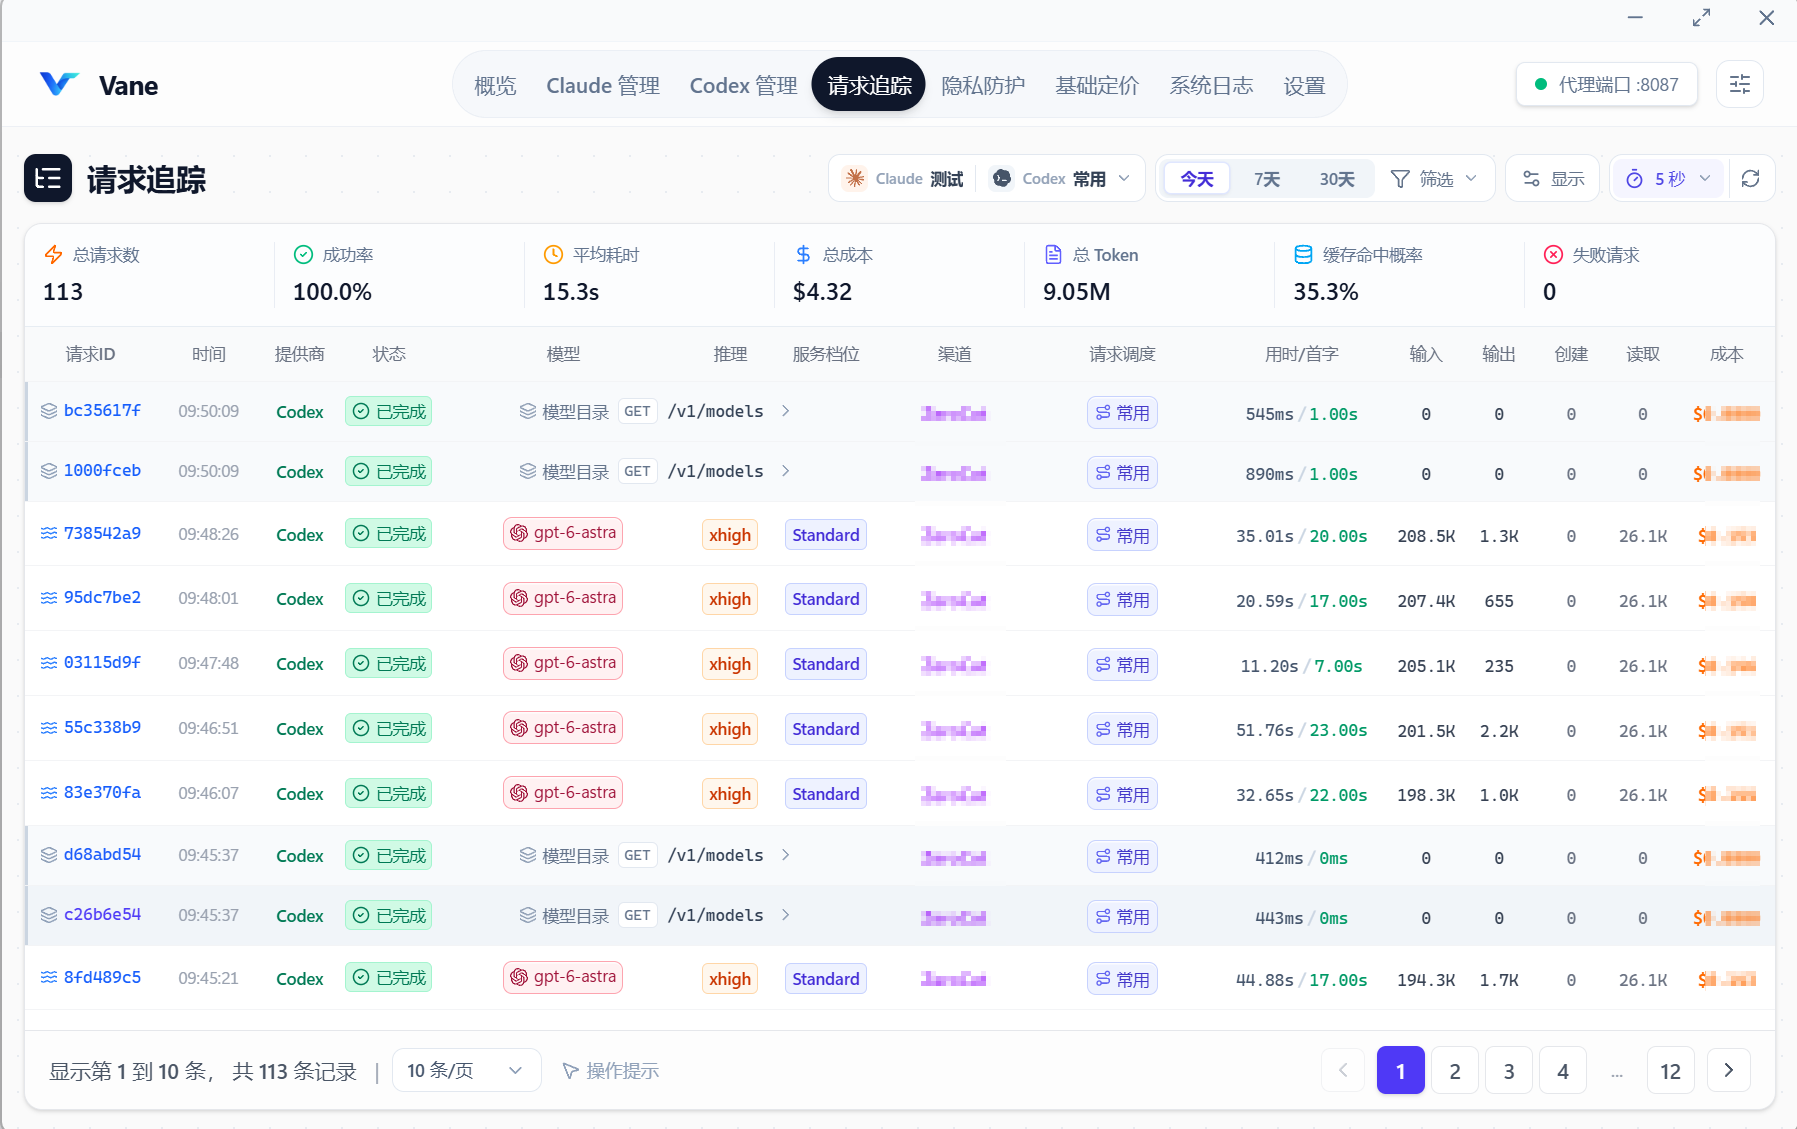 Vane
概览 Claude 管理 Codex 管理 请求追踪 隐私防护 基础定价 系统日志 设置
代理端口 :8087
请求追踪
Claude 测试 Codex 常用
今天 7天 30天 筛选
显示
5 秒
总请求数 成功率 平均耗时 总成本 总 Token 缓存命中概率 失败请求
113 100.0% 15.3s $4.32 9.05M 35.3% 0
请求ID 时间 提供商 状态 模型 推理 服务档位 渠道 请求调度 用时/首字 输入 输出 创建 读取 成本
bc35617f 09:50:09 Codex 已完成 模型目录 GET /v1/models 常用 545ms/1.00s 0 0 0 0
1000fceb 09:50:09 Codex 已完成 模型目录 GET /v1/models 常用 890ms/1.00s 0 0 0 0
738542a9 09:48:26 Codex 已完成 gpt-6-astra xhigh Standard 常用 35.01s/20.00s 208.5K 1.3K 0 26.1K
95dc7be2 09:48:01 Codex 已完成 gpt-6-astra xhigh Standard 常用 20.59s/17.00s 207.4K 655 0 26.1K
03115d9f 09:47:48 Codex 已完成 gpt-6-astra xhigh Standard 常用 11.20s/7.00s 205.1K 235 0 26.1K
55c338b9 09:46:51 Codex 已完成 gpt-6-astra xhigh Standard 常用 51.76s/23.00s 201.5K 2.2K 0 26.1K
83e370fa 09:46:07 Codex 已完成 gpt-6-astra xhigh Standard 常用 32.65s/22.00s 198.3K 1.0K 0 26.1K
d68abd54 09:45:37 Codex 已完成 模型目录 GET /v1/models 常用 412ms/0ms 0 0 0 0
c26b6e54 09:45:37 Codex 已完成 模型目录 GET /v1/models 常用 443ms/0ms 0 0 0 0
8fd489c5 09:45:21 Codex 已完成 gpt-6-astra xhigh Standard 常用 44.88s/17.00s 194.3K 1.7K 0 26.1K
显示第 1 到 10 条， 共 113 条记录 | 10 条/页 操作提示 1 2 3 4 ... 12